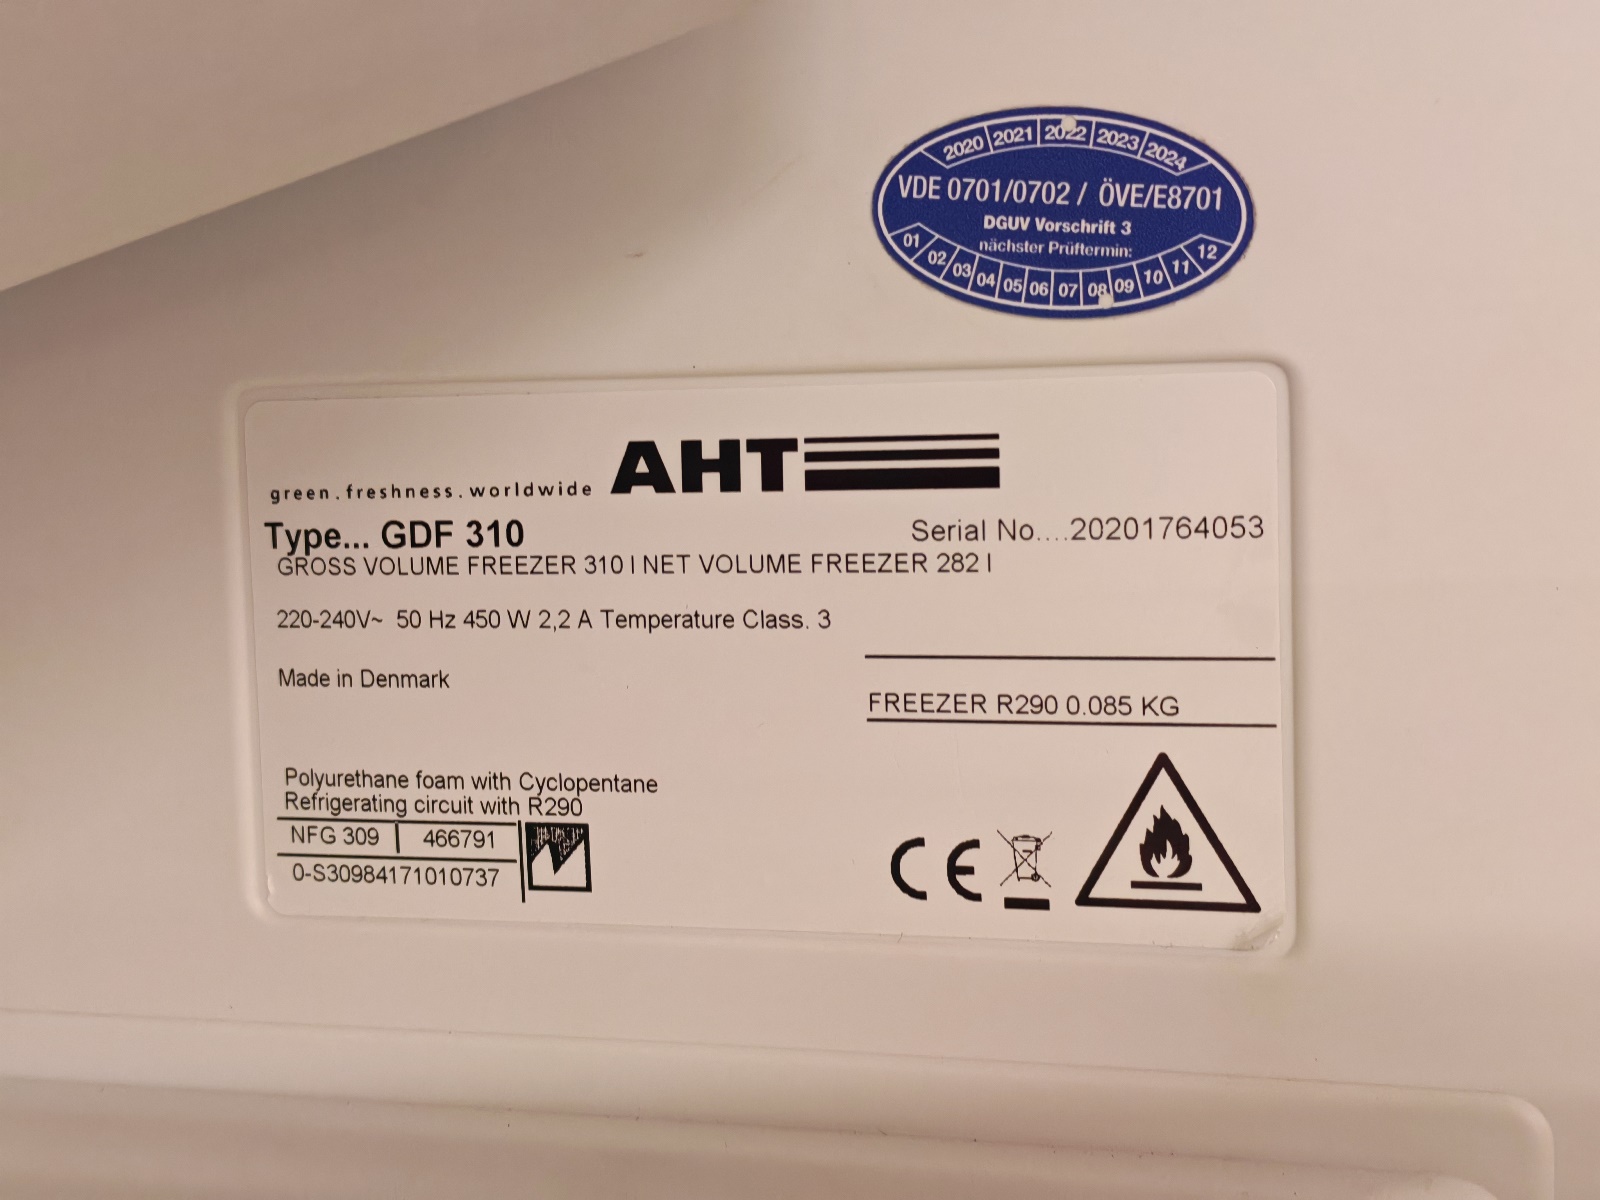 2020 2021 2022 2023 2024
VDE 0701/0702 / ÖVE/E8701
DGUV Vorschrift 3
nächster Prüftermin:
01 02 03 04 05 06 07 08 09 10 11 12
green.freshness.worldwide AHT
Type... GDF 310 Serial No....20201764053
GROSS VOLUME FREEZER 310 l NET VOLUME FREEZER 282 l
220-240V~ 50 Hz 450 W 2,2 A Temperature Class. 3
Made in Denmark
FREEZER R290 0.085 KG
Polyurethane foam with Cyclopentane
Refrigerating circuit with R290
NFG 309 466791
0-S30984171010737
CE